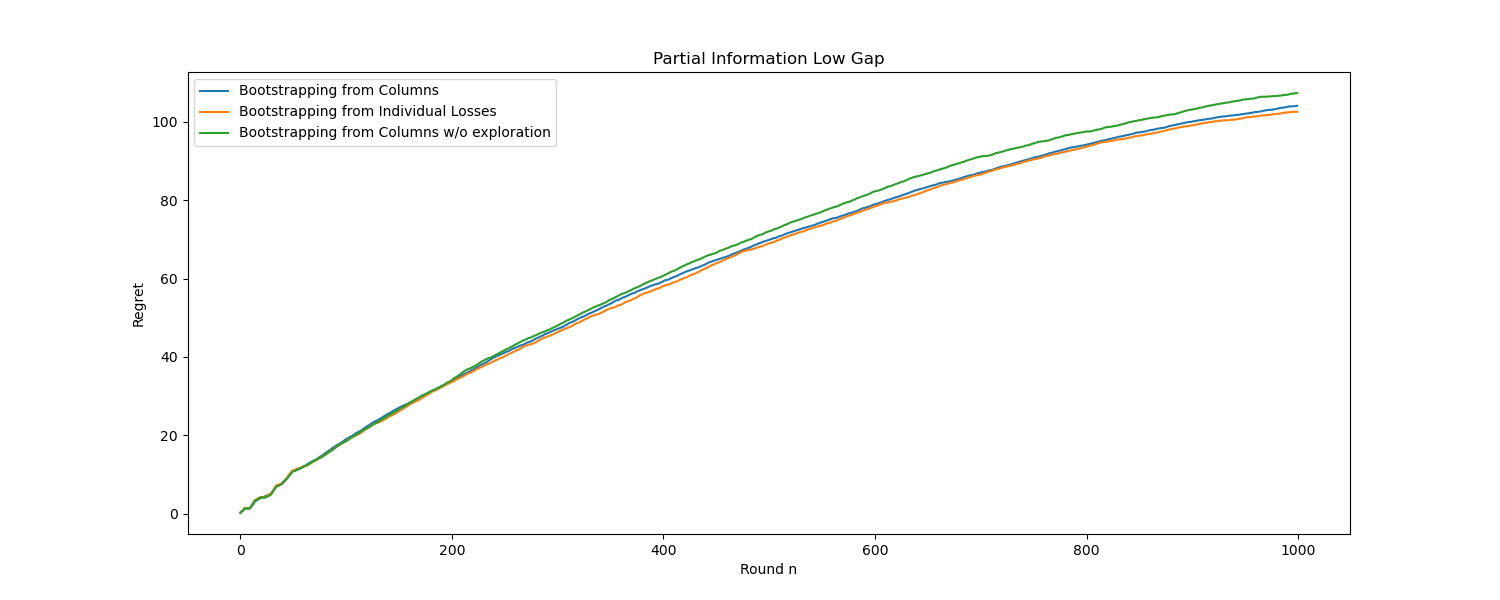 Partial Information Low Gap
Bootstrapping from Columns
Bootstrapping from Individual Losses
Bootstrapping from Columns w/o exploration
Regret
100
80
60
40
20
0
0 200 400 600 800 1000
Round n